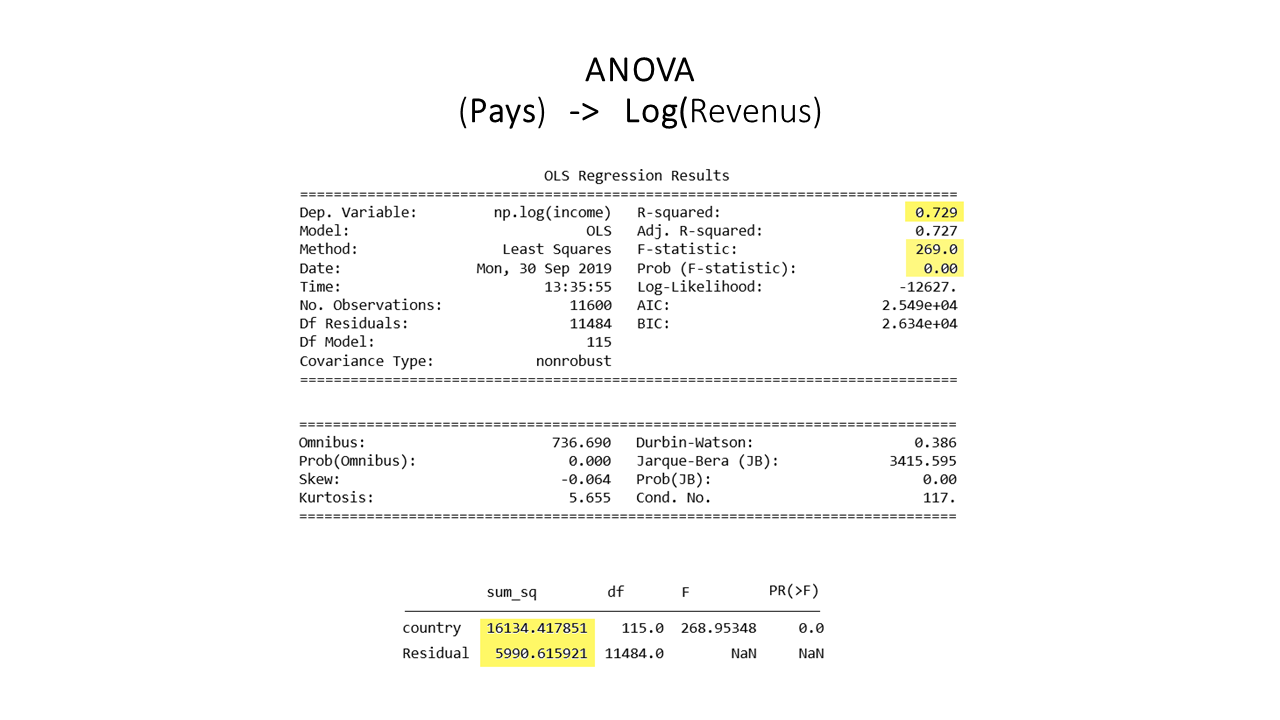 ANOVA
(Pays) -> Log(Revenus)
OLS Regression Results
==============================================================================
Dep. Variable: np.log(income) R-squared: 0.729
Model: OLS Adj. R-squared: 0.727
Method: Least Squares F-statistic: 269.0
Date: Mon, 30 Sep 2019 Prob (F-statistic): 0.00
Time: 13:35:55 Log-Likelihood: -12627.
No. Observations: 11600 AIC: 2.549e+04
Df Residuals: 11484 BIC: 2.634e+04
Df Model: 115
Covariance Type: nonrobust
==============================================================================
==============================================================================
Omnibus: 736.690 Durbin-Watson: 0.386
Prob(Omnibus): 0.000 Jarque-Bera (JB): 3415.595
Skew: -0.064 Prob(JB): 0.00
Kurtosis: 5.655 Cond. No. 117.
==============================================================================
sum_sq df F PR(>F)
country 16134.417851 115.0 268.95348 0.0
Residual 5990.615921 11484.0 NaN NaN